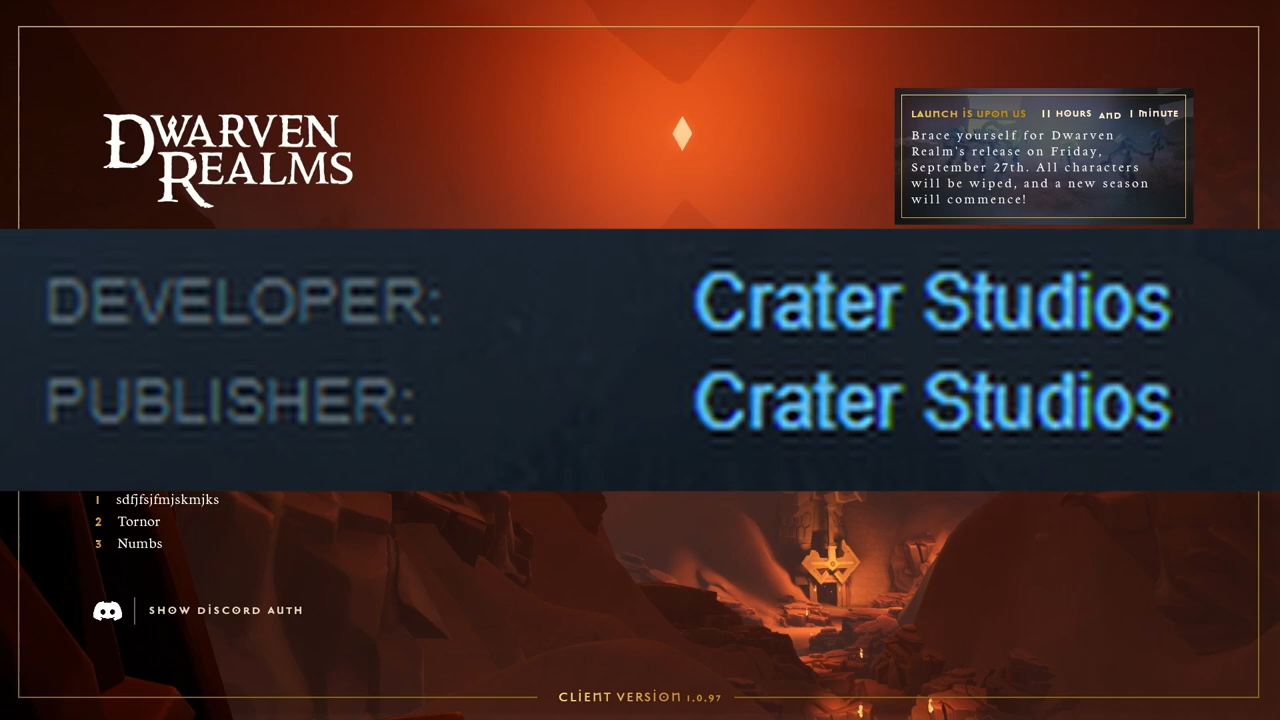 DWARVEN
REALMS
LAUNCH IS UPON US 11 HOURS AND 1 MINUTE
Brace yourself for Dwarven
Realm's release on Friday,
September 27th. All characters
will be wiped, and a new season
will commence!
DEVELOPER: Crater Studios
PUBLISHER: Crater Studios
1 sdfjfsjfmjskmjks
2 Tornor
3 Numbs
SHOW DISCORD AUTH
CLIENT VERSION 1.0.97